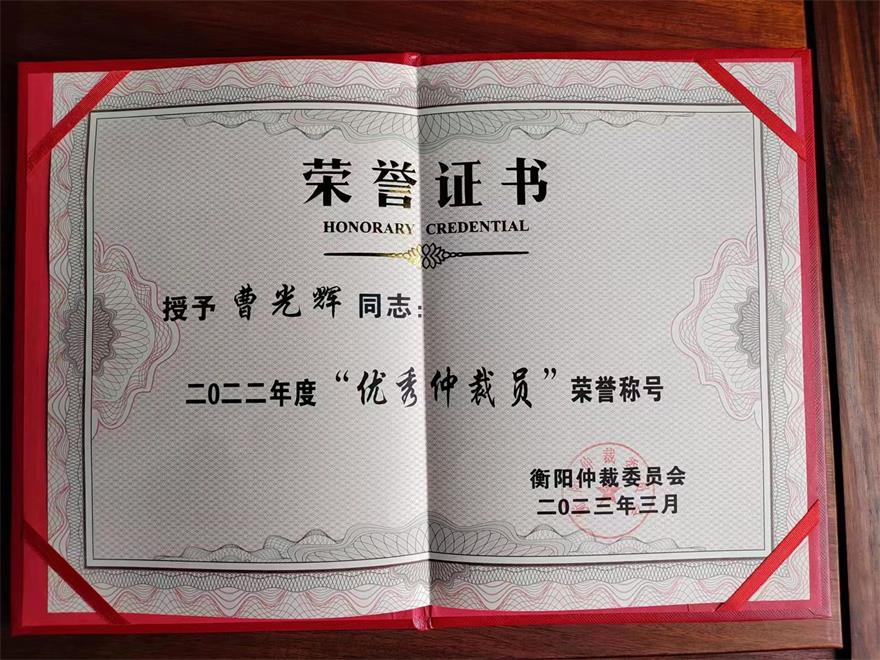 荣誉证书
HONORARY CREDENTIAL
授予 曹光辉 同志：
二0二二年度“优秀仲裁员”荣誉称号
衡阳仲裁委员会
二0二三年三月